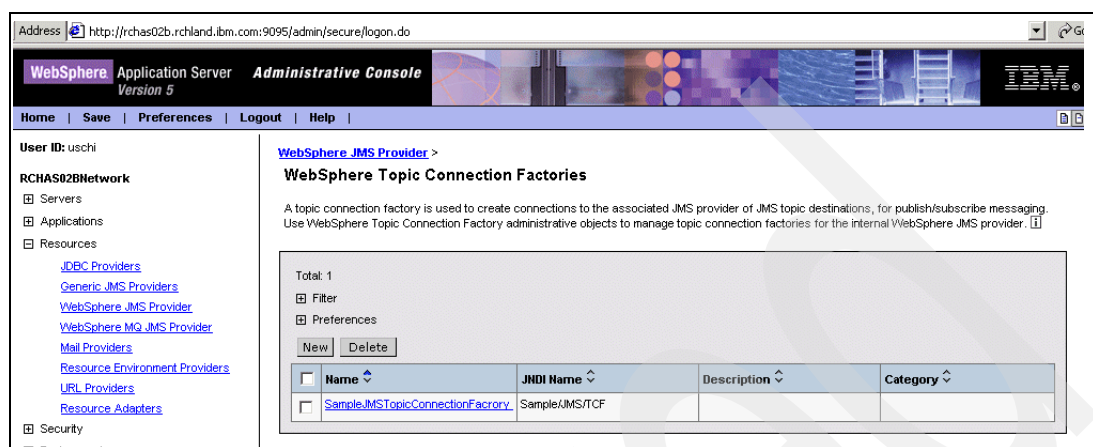 Address http://rchas02b.rchland.ibm.com:9095/admin/secure/logon.do
WebSphere Application Server Administrative Console
Version 5
IBM
Home | Save | Preferences | Logout | Help |
User ID: uschi
RCHAS02BNetwork
Servers
Applications
Resources
JDBC Providers
Generic JMS Providers
WebSphere JMS Provider
WebSphere MQ JMS Provider
Mail Providers
Resource Environment Providers
URL Providers
Resource Adapters
Security
WebSphere JMS Provider >
WebSphere Topic Connection Factories
A topic connection factory is used to create connections to the associated JMS provider of JMS topic destinations, for publish/subscribe messaging.
Use WebSphere Topic Connection Factory administrative objects to manage topic connection factories for the internal WebSphere JMS provider. i
Total: 1
Filter
Preferences
New Delete
Name JNDI Name Description Category
SampleJMSTopicConnectionFacrory Sample/JMS/TCF